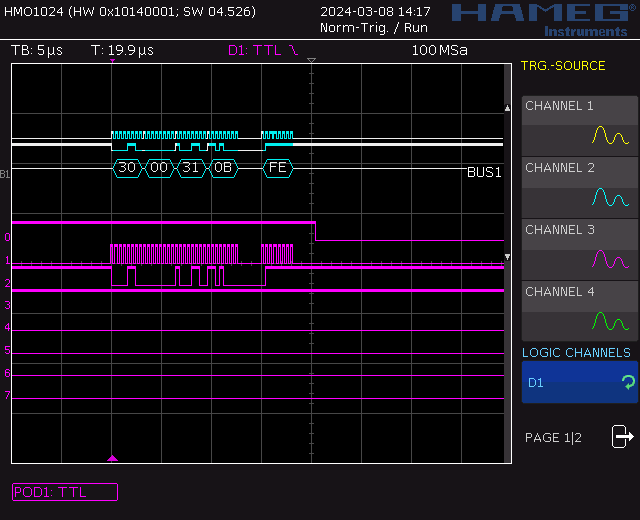 HMO1024 (HW 0x10140001; SW 04.526)
2024-03-08 14:17
HAMEG®
Norm-Trig. / Run
Instruments
TB: 5µs
T: 19.9µs
D1: TTL
100MSa
TRG.-SOURCE
CHANNEL 1
CHANNEL 2
CHANNEL 3
CHANNEL 4
LOGIC CHANNELS
D1
PAGE 1|2
B1
30
00
31
0B
FE
BUS1
0
1
2
3
4
5
6
7
POD1: TTL